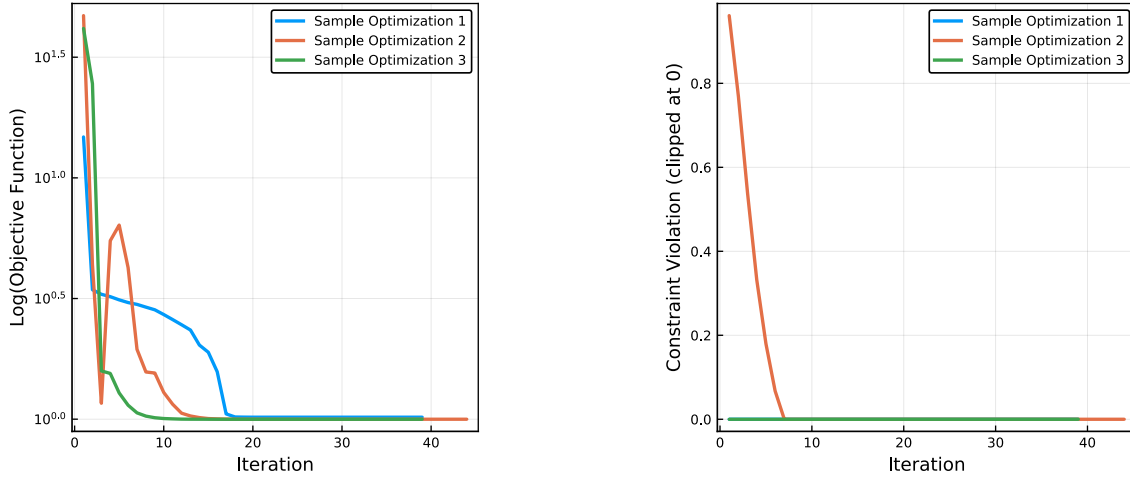 Log(Objective Function)
10^1.5
10^1.0
10^0.5
10^0.0
0
10
20
30
40
Iteration
Sample Optimization 1
Sample Optimization 2
Sample Optimization 3
Constraint Violation (clipped at 0)
0.8
0.6
0.4
0.2
0.0
0
10
20
30
40
Iteration
Sample Optimization 1
Sample Optimization 2
Sample Optimization 3